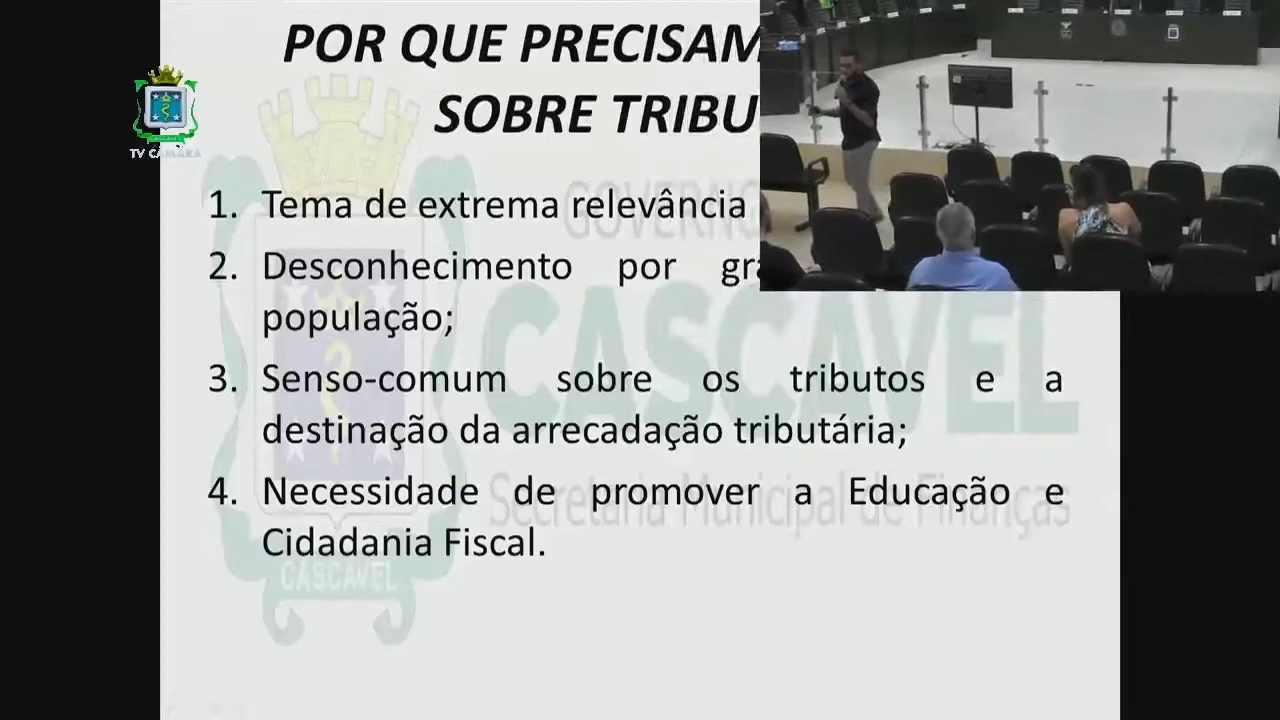 POR QUE PRECISAM
SOBRE TRIBU
TV CÂMARA
1. Tema de extrema relevância
2. Desconhecimento por gra
população;
3. Senso-comum sobre os tributos e a
destinação da arrecadação tributária;
4. Necessidade de promover a Educação e
Cidadania Fiscal.
GOVERNO
CASCAVEL
Secretaria Municipal de Finanças
CASCAVEL